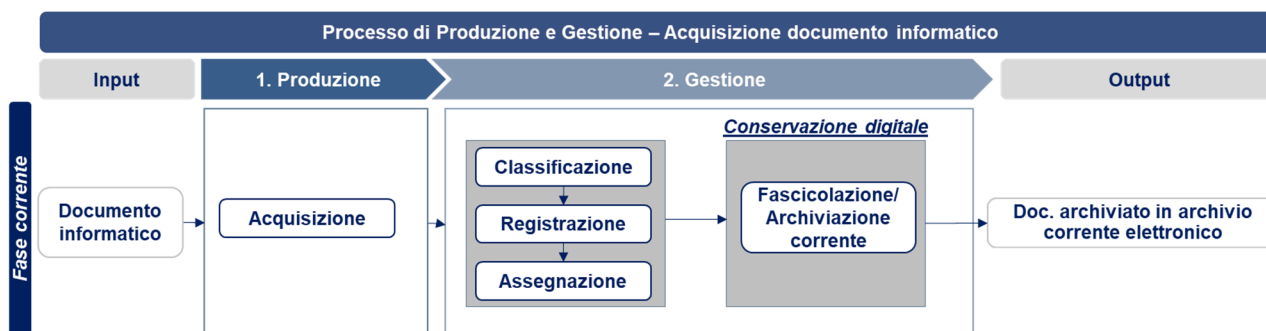 Processo di Produzione e Gestione – Acquisizione documento informatico
Input
1. Produzione
2. Gestione
Output
Fase corrente
Documento
informatico
Acquisizione
Classificazione
Registrazione
Assegnazione
Conservazione digitale
Fascicolazione/
Archiviazione
corrente
Doc. archiviato in archivio
corrente elettronico